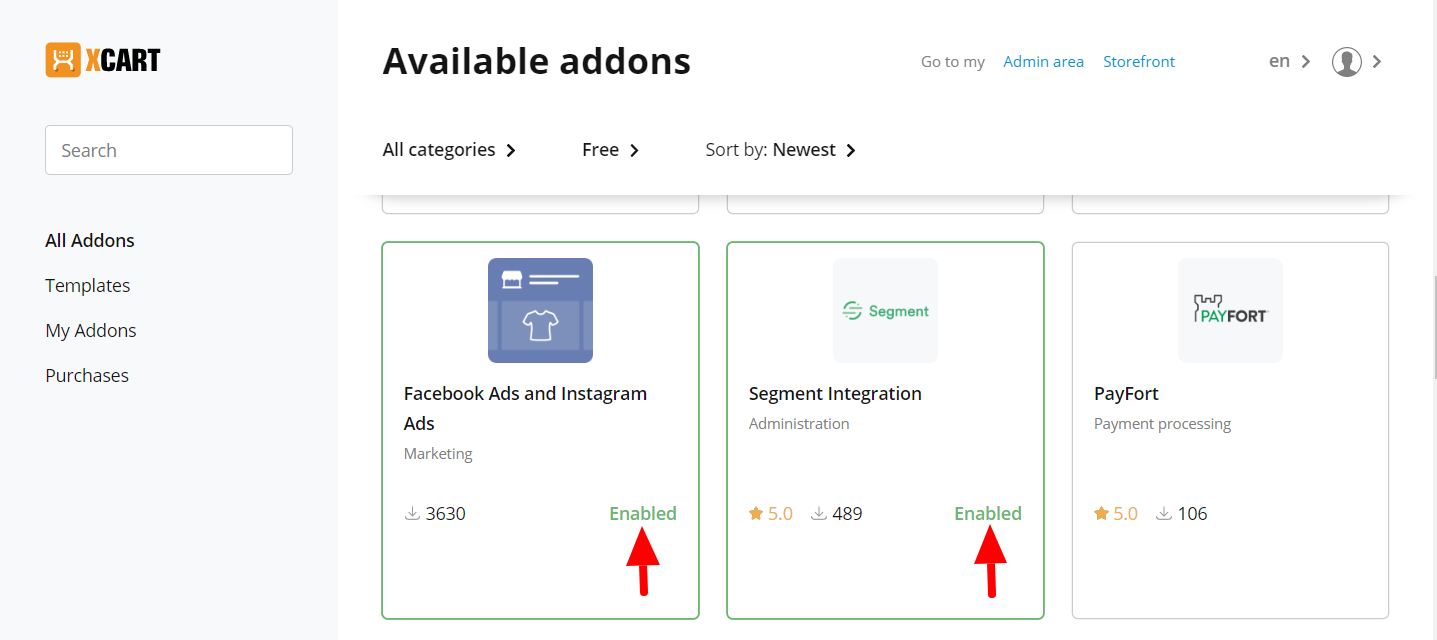 XCART
Available addons
Go to my Admin area Storefront
en
Search
All categories
Free
Sort by: Newest
All Addons
Templates
My Addons
Purchases
Facebook Ads and Instagram
Ads
Marketing
3630
Enabled
Segment
Segment Integration
Administration
5.0
489
Enabled
PAYFORT
PayFort
Payment processing
5.0
106